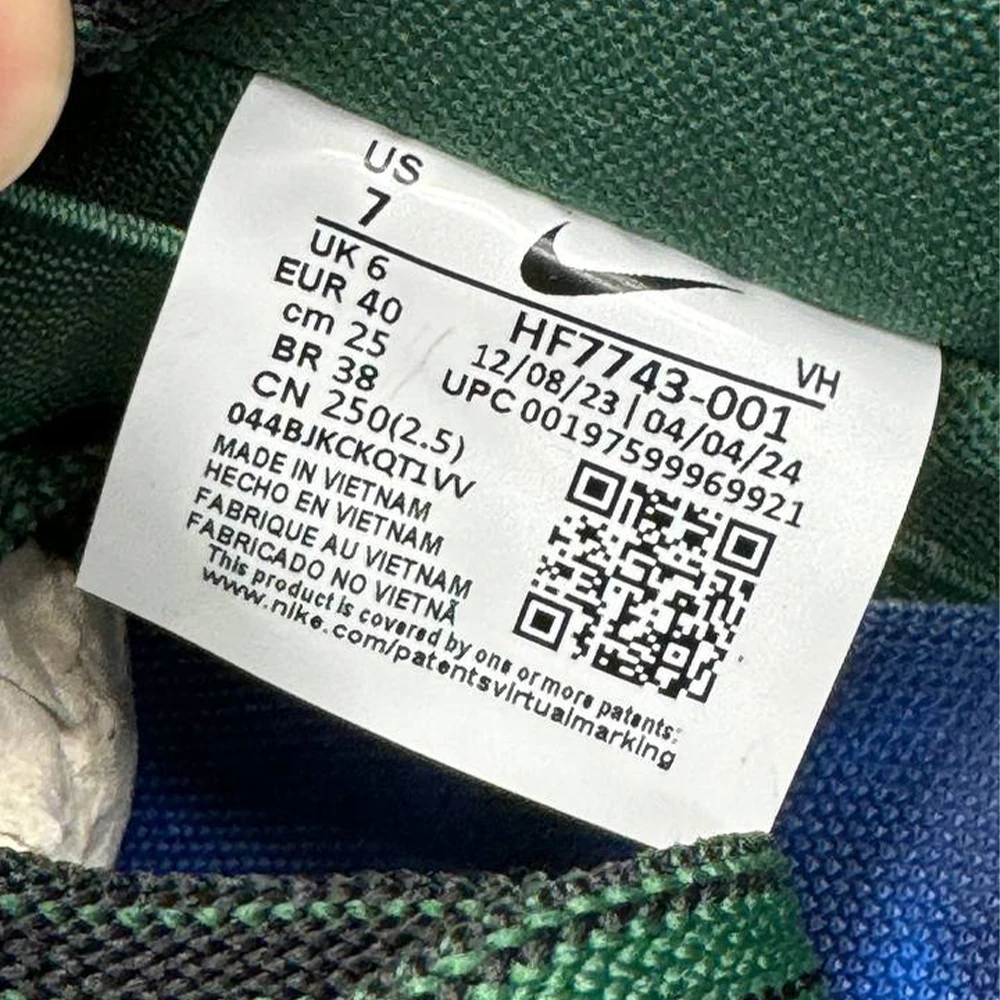 US
7
UK 6
EUR 40
cm 25
BR 38
CN 250(2.5)
044BJKCKQT1VV
MADE IN VIETNAM
HECHO EN VIETNAM
FABRIQUE AU VIETNAM
FABRICADO NO VIETNÃ
This product is covered by one or more patents:
www.nike.com/patentsvirtualmarking
VH
HF7743-001
12/08/23 | 04/04/24
UPC 00197599969921